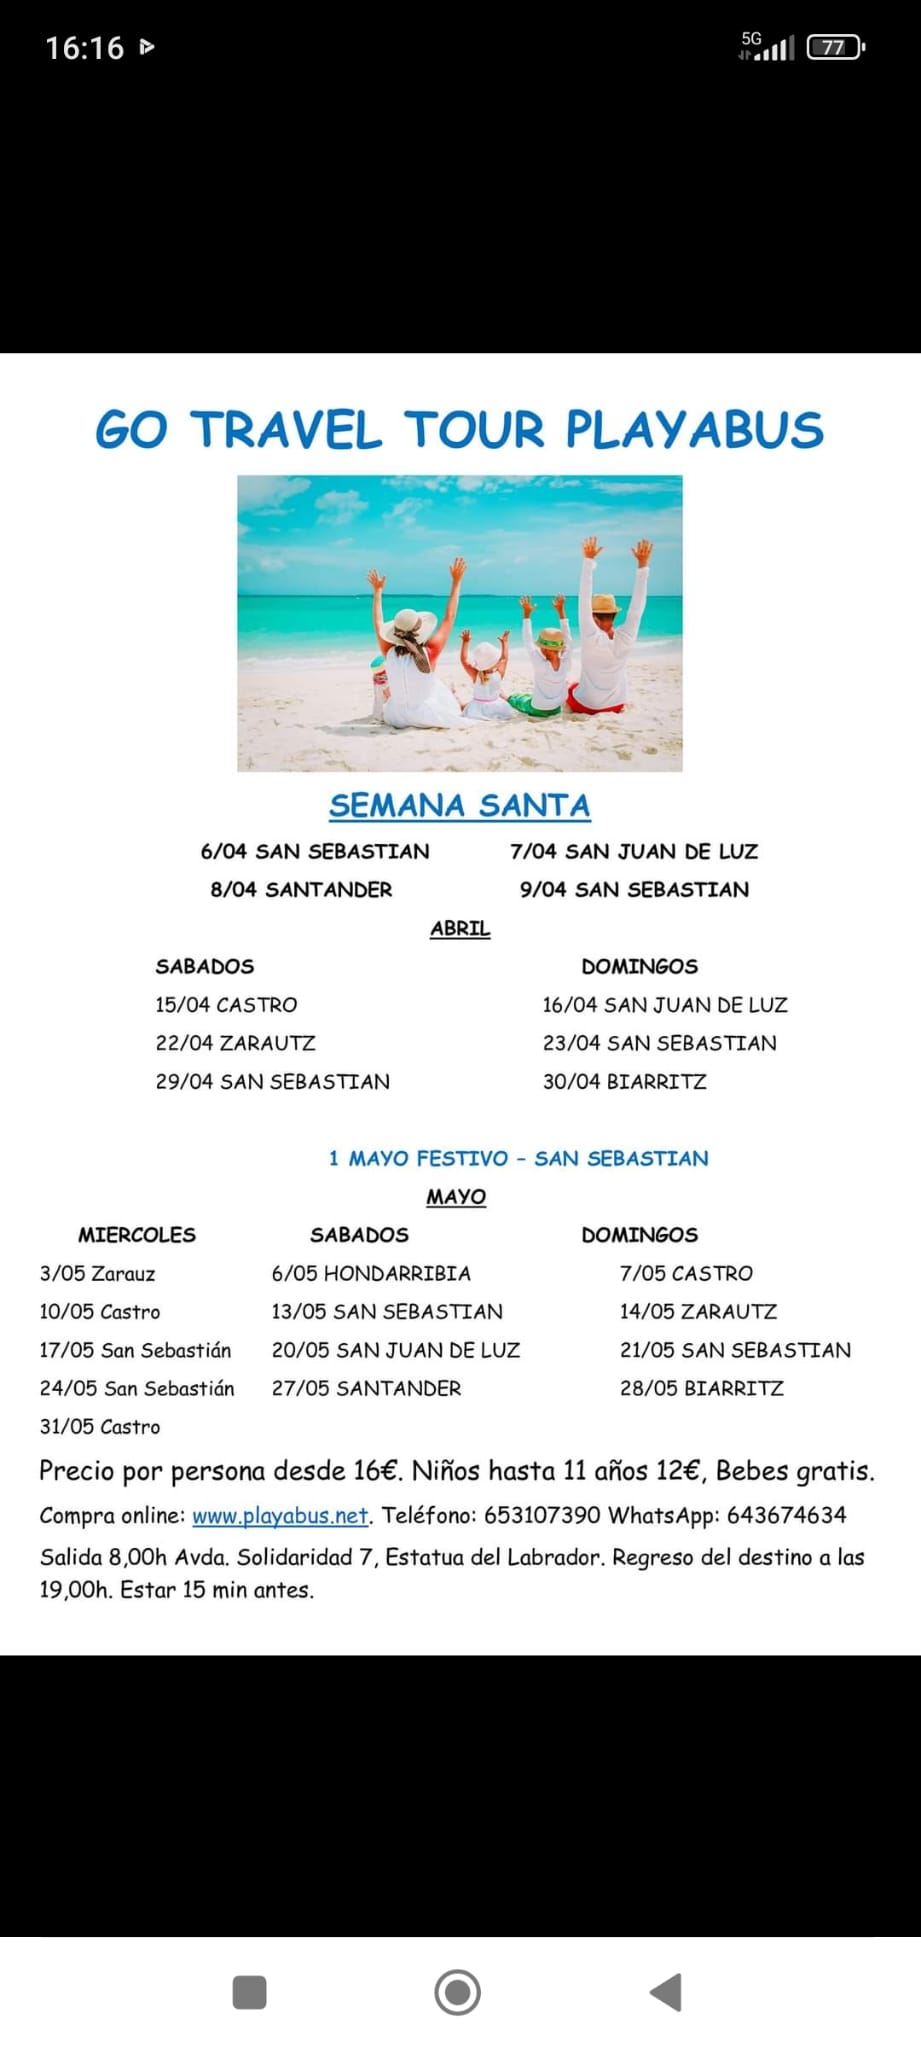 16:16
5G
77
GO TRAVEL TOUR PLAYABUS
SEMANA SANTA
6/04 SAN SEBASTIAN 7/04 SAN JUAN DE LUZ
8/04 SANTANDER 9/04 SAN SEBASTIAN
ABRIL
SABADOS DOMINGOS
15/04 CASTRO 16/04 SAN JUAN DE LUZ
22/04 ZARAUTZ 23/04 SAN SEBASTIAN
29/04 SAN SEBASTIAN 30/04 BIARRITZ
1 MAYO FESTIVO - SAN SEBASTIAN
MAYO
MIERCOLES SABADOS DOMINGOS
3/05 Zarauz 6/05 HONDARRIBIA 7/05 CASTRO
10/05 Castro 13/05 SAN SEBASTIAN 14/05 ZARAUTZ
17/05 San Sebastián 20/05 SAN JUAN DE LUZ 21/05 SAN SEBASTIAN
24/05 San Sebastián 27/05 SANTANDER 28/05 BIARRITZ
31/05 Castro
Precio por persona desde 16€. Niños hasta 11 años 12€, Bebes gratis.
Compra online: www.playabus.net. Teléfono: 653107390 WhatsApp: 643674634
Salida 8,00h Avda. Solidaridad 7, Estatua del Labrador. Regreso del destino a las
19,00h. Estar 15 min antes.